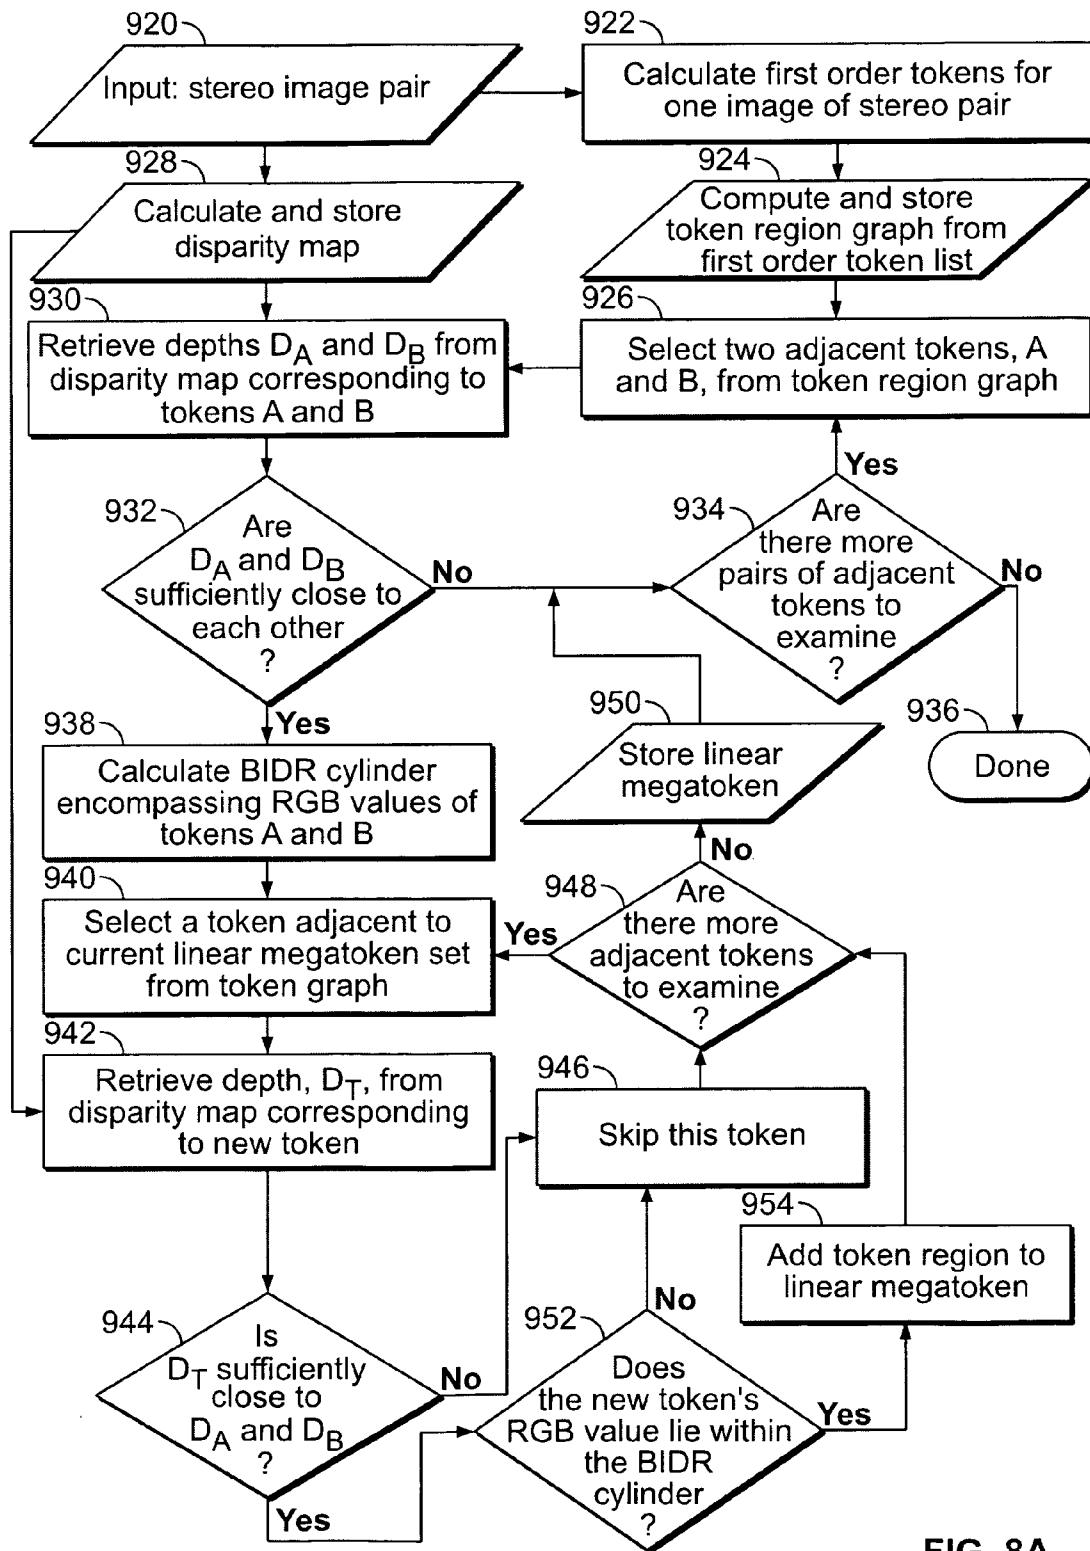 920
Input: stereo image pair
922
Calculate first order tokens for
one image of stereo pair
928
Calculate and store
disparity map
924
Compute and store
token region graph from
first order token list
930
Retrieve depths DA and DB from
disparity map corresponding to
tokens A and B
926
Select two adjacent tokens, A
and B, from token region graph
932
Are
DA and DB
sufficiently close to
each other
?
No
Yes
934
Are
there more
pairs of adjacent
tokens to
examine
?
Yes
No
936
Done
938
Calculate BIDR cylinder
encompassing RGB values of
tokens A and B
950
Store linear
megatoken
940
Select a token adjacent to
current linear megatoken set
from token graph
948
Are
there more
adjacent tokens
to examine
?
No
Yes
942
Retrieve depth, DT, from
disparity map corresponding
to new token
946
Skip this token
954
Add token region to
linear megatoken
944
Is
DT sufficiently
close to
DA and DB
?
No
Yes
952
Does
the new token's
RGB value lie within
the BIDR
cylinder
?
No
Yes
FIG. 8A